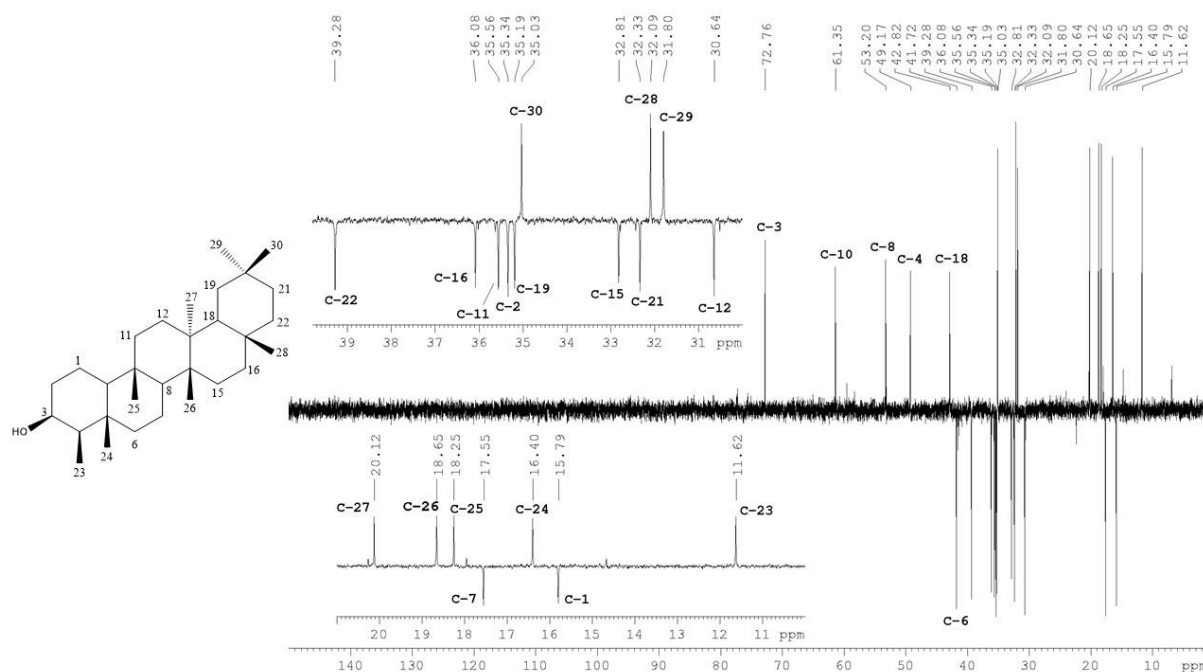 39.28
36.08
35.56
35.34
35.19
35.03
32.81
32.33
32.09
31.80
30.64
72.76
61.35
53.20
49.17
42.82
41.72
39.28
36.08
35.56
35.34
35.19
35.03
32.81
32.33
32.09
31.80
30.64
20.12
18.65
18.25
17.55
16.40
15.79
11.62
C-30
C-28
C-29
C-22
C-16
C-11
C-2
C-19
C-15
C-21
C-12
39 38 37 36 35 34 33 32 31 ppm
C-3
C-10
C-8
C-4
C-18
C-6
29
30
19
21
27
12
18
22
11
28
1
16
8
15
25
26
3
HO
6
24
23
20.12
18.65
18.25
17.55
16.40
15.79
11.62
C-27
C-26
C-25
C-24
C-23
C-7
C-1
20 19 18 17 16 15 14 13 12 11 ppm
140 130 120 110 100 90 80 70 60 50 40 30 20 10 ppm